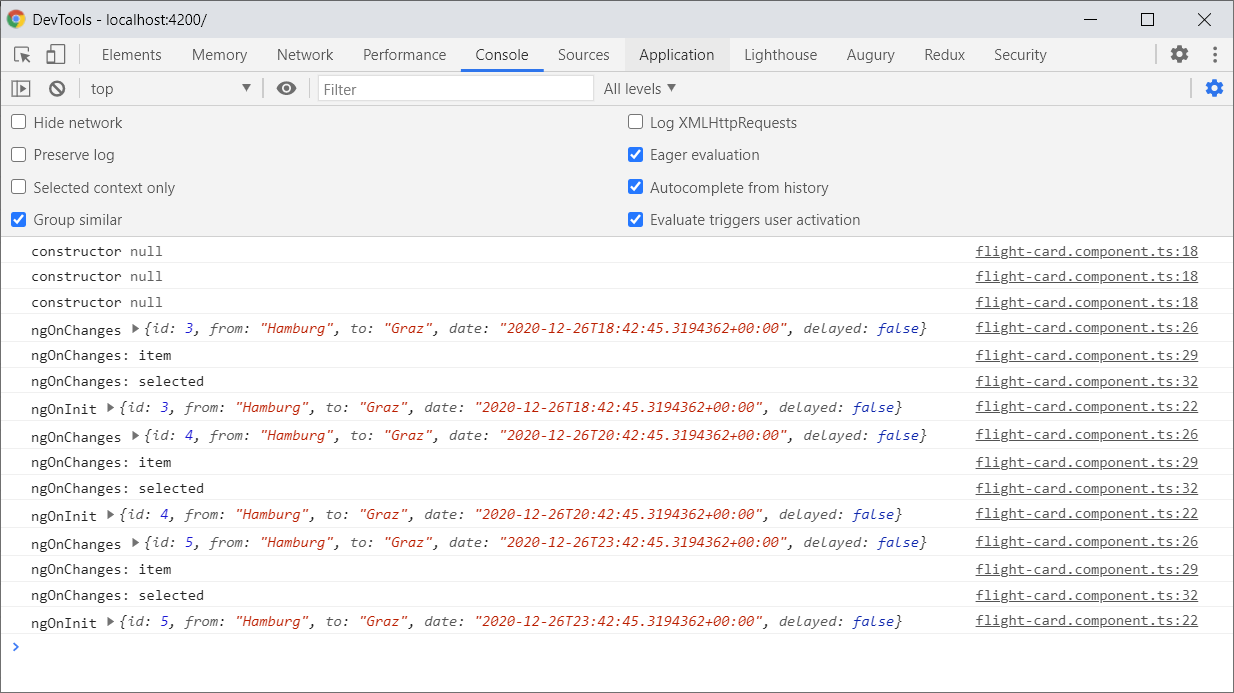 DevTools - localhost:4200/
Elements Memory Network Performance Console Sources Application Lighthouse Augury Redux Security
top Filter All levels
Hide network Log XMLHttpRequests
Preserve log Eager evaluation
Selected context only Autocomplete from history
Group similar Evaluate triggers user activation
constructor null flight-card.component.ts:18
constructor null flight-card.component.ts:18
constructor null flight-card.component.ts:18
ngOnChanges {id: 3, from: "Hamburg", to: "Graz", date: "2020-12-26T18:42:45.3194362+00:00", delayed: false} flight-card.component.ts:26
ngOnChanges: item flight-card.component.ts:29
ngOnChanges: selected flight-card.component.ts:32
ngOnInit {id: 3, from: "Hamburg", to: "Graz", date: "2020-12-26T18:42:45.3194362+00:00", delayed: false} flight-card.component.ts:22
ngOnChanges {id: 4, from: "Hamburg", to: "Graz", date: "2020-12-26T20:42:45.3194362+00:00", delayed: false} flight-card.component.ts:26
ngOnChanges: item flight-card.component.ts:29
ngOnChanges: selected flight-card.component.ts:32
ngOnInit {id: 4, from: "Hamburg", to: "Graz", date: "2020-12-26T20:42:45.3194362+00:00", delayed: false} flight-card.component.ts:22
ngOnChanges {id: 5, from: "Hamburg", to: "Graz", date: "2020-12-26T23:42:45.3194362+00:00", delayed: false} flight-card.component.ts:26
ngOnChanges: item flight-card.component.ts:29
ngOnChanges: selected flight-card.component.ts:32
ngOnInit {id: 5, from: "Hamburg", to: "Graz", date: "2020-12-26T23:42:45.3194362+00:00", delayed: false} flight-card.component.ts:22